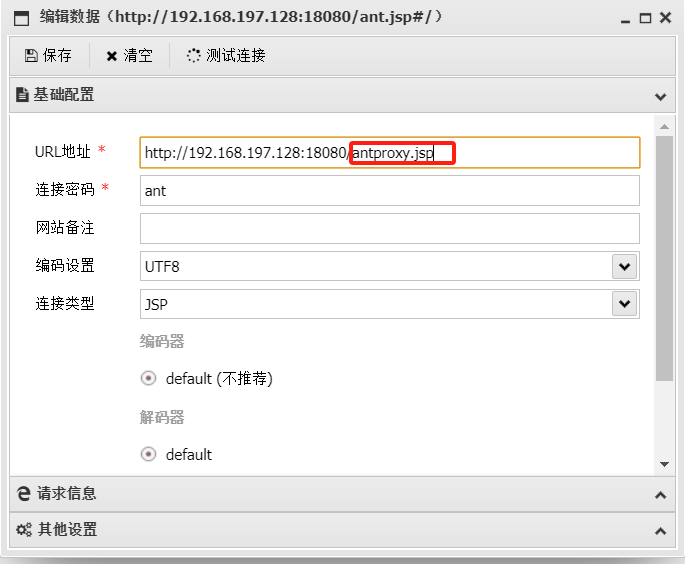 编辑数据（http://192.168.197.128:18080/ant.jsp#/）
保存 清空 测试连接
基础配置
URL地址 * http://192.168.197.128:18080/antproxy.jsp
连接密码 * ant
网站备注
编码设置 UTF8
连接类型 JSP
编码器
default (不推荐)
解码器
default
请求信息
其他设置